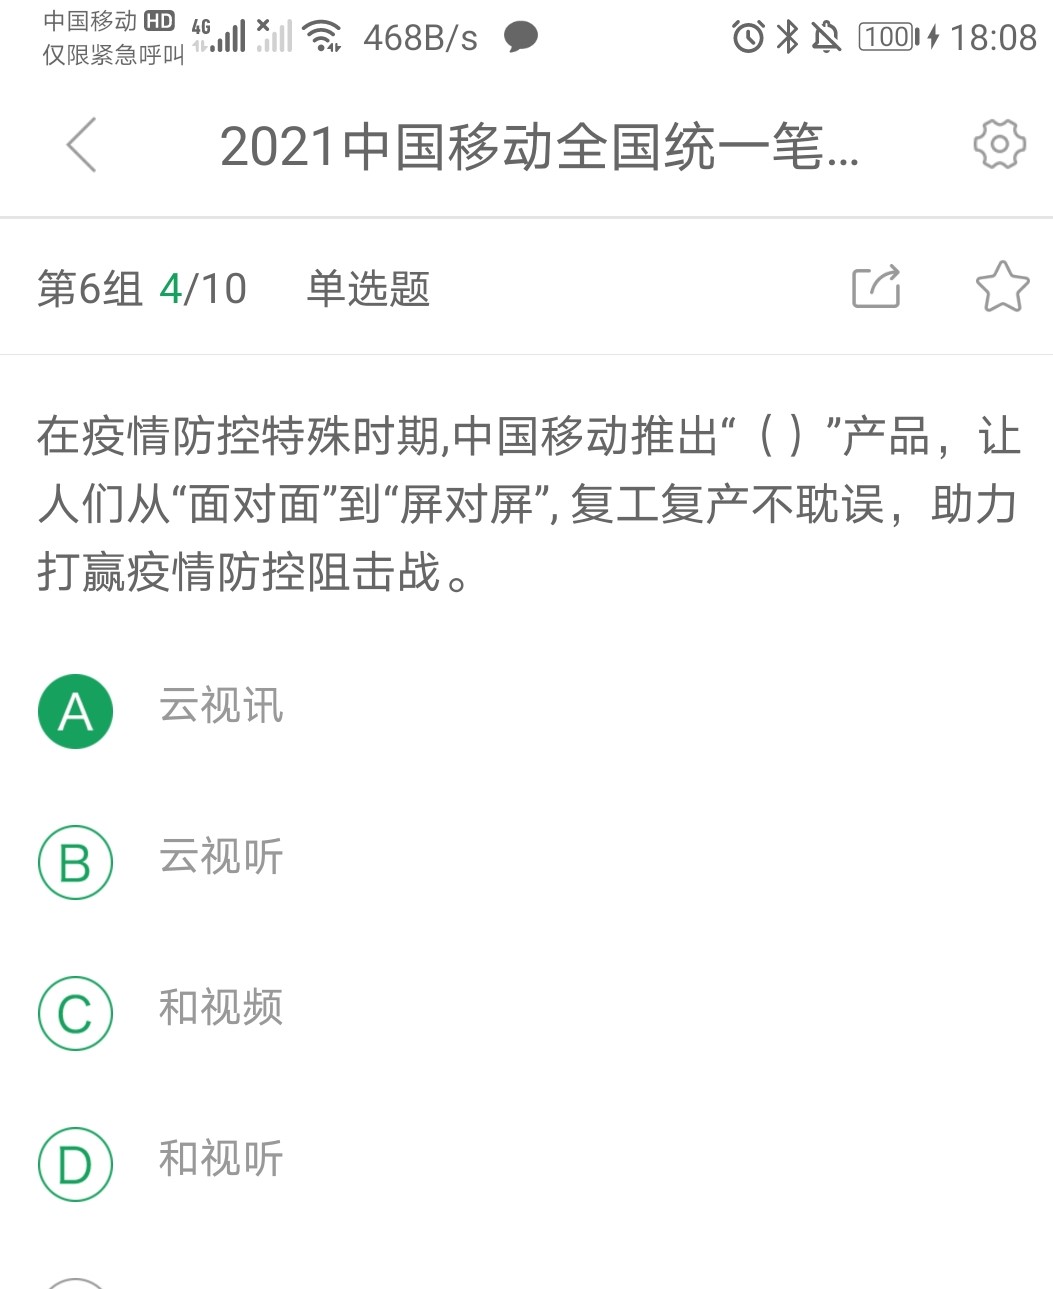 中国移动 HD 4G 468B/s 100 18:08
仅限紧急呼叫
2021中国移动全国统一笔...
第6组 4/10 单选题
在疫情防控特殊时期,中国移动推出“（）”产品，让
人们从“面对面”到“屏对屏”,复工复产不耽误，助力
打赢疫情防控阻击战。
A 云视讯
B 云视听
C 和视频
D 和视听